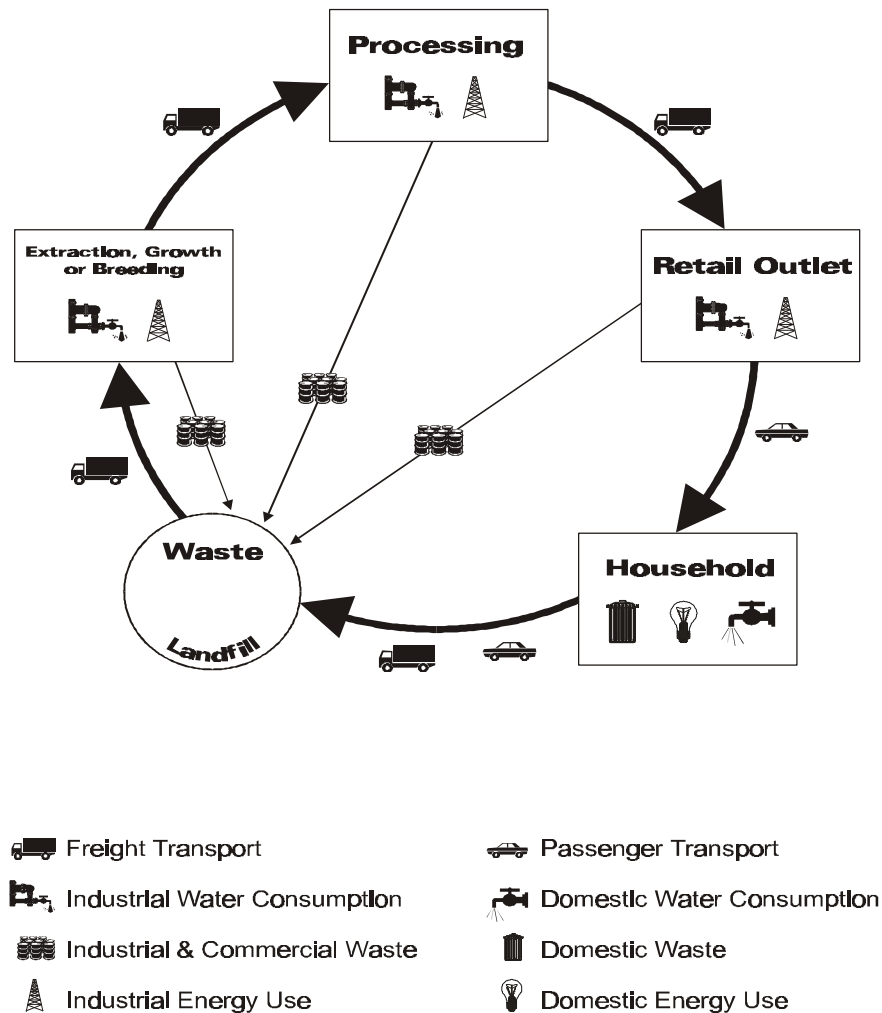 Processing
Extraction, Growth
or Breeding
Retail Outlet
Waste
Landfill
Household
Freight Transport
Passenger Transport
Industrial Water Consumption
Domestic Water Consumption
Industrial & Commercial Waste
Domestic Waste
Industrial Energy Use
Domestic Energy Use